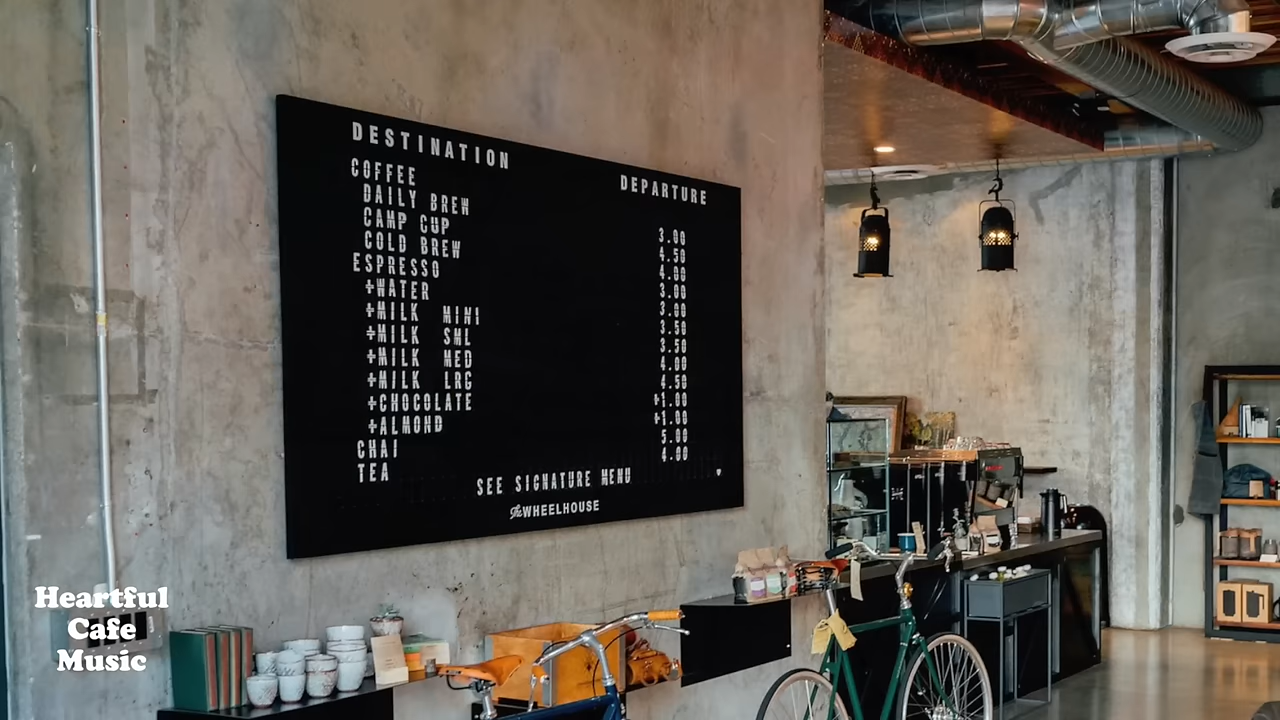 DESTINATION DEPARTURE
COFFEE
DAILY BREW 3.00
CAMP CUP 4.50
COLD BREW 4.00
ESPRESSO 3.00
+WATER 3.00
+MILK MINI 3.50
+MILK SML 3.50
+MILK MED 4.00
+MILK LRG 4.50
+CHOCOLATE +1.00
+ALMOND +1.00
CHAI 5.00
TEA 4.00
SEE SIGNATURE MENU ♥
The WHEELHOUSE
Heartful
Cafe
Music